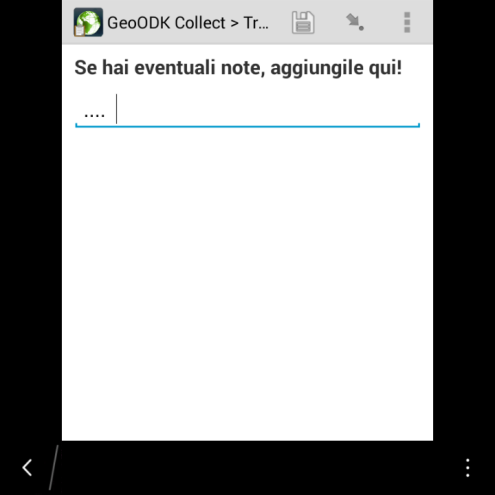 GeoODK Collect > Tr...
Se hai eventuali note, aggiungile qui!
....